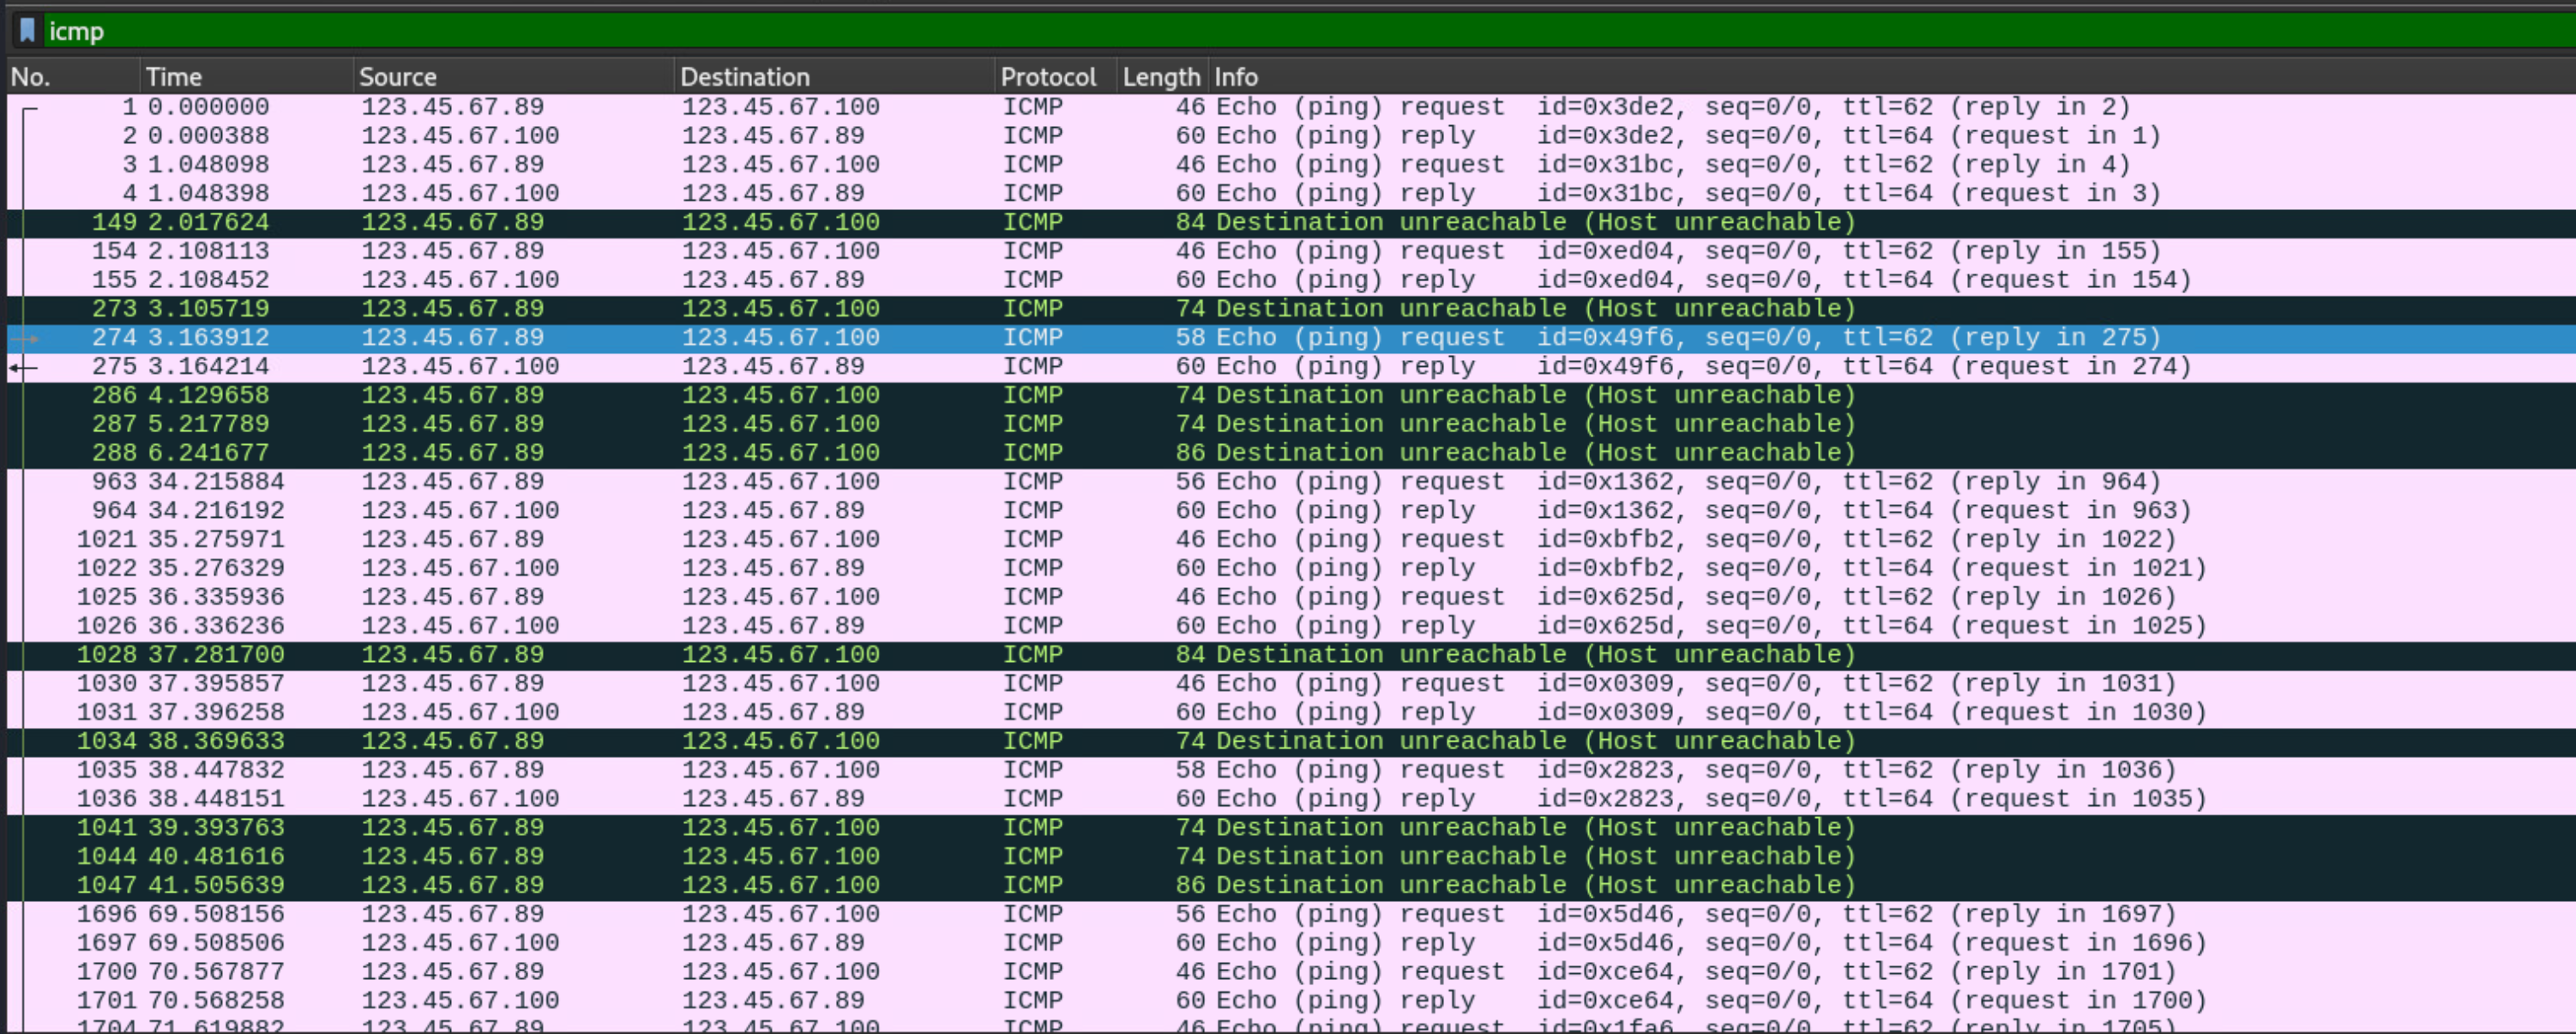 icmp
No. Time Source Destination Protocol Length Info
1 0.000000 123.45.67.89 123.45.67.100 ICMP 46 Echo (ping) request id=0x3de2, seq=0/0, ttl=62 (reply in 2)
2 0.000388 123.45.67.100 123.45.67.89 ICMP 60 Echo (ping) reply id=0x3de2, seq=0/0, ttl=64 (request in 1)
3 1.048098 123.45.67.89 123.45.67.100 ICMP 46 Echo (ping) request id=0x31bc, seq=0/0, ttl=62 (reply in 4)
4 1.048398 123.45.67.100 123.45.67.89 ICMP 60 Echo (ping) reply id=0x31bc, seq=0/0, ttl=64 (request in 3)
149 2.017624 123.45.67.89 123.45.67.100 ICMP 84 Destination unreachable (Host unreachable)
154 2.108113 123.45.67.89 123.45.67.100 ICMP 46 Echo (ping) request id=0xed04, seq=0/0, ttl=62 (reply in 155)
155 2.108452 123.45.67.100 123.45.67.89 ICMP 60 Echo (ping) reply id=0xed04, seq=0/0, ttl=64 (request in 154)
273 3.105719 123.45.67.89 123.45.67.100 ICMP 74 Destination unreachable (Host unreachable)
274 3.163912 123.45.67.89 123.45.67.100 ICMP 58 Echo (ping) request id=0x49f6, seq=0/0, ttl=62 (reply in 275)
275 3.164214 123.45.67.100 123.45.67.89 ICMP 60 Echo (ping) reply id=0x49f6, seq=0/0, ttl=64 (request in 274)
286 4.129658 123.45.67.89 123.45.67.100 ICMP 74 Destination unreachable (Host unreachable)
287 5.217789 123.45.67.89 123.45.67.100 ICMP 74 Destination unreachable (Host unreachable)
288 6.241677 123.45.67.89 123.45.67.100 ICMP 86 Destination unreachable (Host unreachable)
963 34.215884 123.45.67.89 123.45.67.100 ICMP 56 Echo (ping) request id=0x1362, seq=0/0, ttl=62 (reply in 964)
964 34.216192 123.45.67.100 123.45.67.89 ICMP 60 Echo (ping) reply id=0x1362, seq=0/0, ttl=64 (request in 963)
1021 35.275971 123.45.67.89 123.45.67.100 ICMP 46 Echo (ping) request id=0xbfb2, seq=0/0, ttl=62 (reply in 1022)
1022 35.276329 123.45.67.100 123.45.67.89 ICMP 60 Echo (ping) reply id=0xbfb2, seq=0/0, ttl=64 (request in 1021)
1025 36.335936 123.45.67.89 123.45.67.100 ICMP 46 Echo (ping) request id=0x625d, seq=0/0, ttl=62 (reply in 1026)
1026 36.336236 123.45.67.100 123.45.67.89 ICMP 60 Echo (ping) reply id=0x625d, seq=0/0, ttl=64 (request in 1025)
1028 37.281700 123.45.67.89 123.45.67.100 ICMP 84 Destination unreachable (Host unreachable)
1030 37.395857 123.45.67.89 123.45.67.100 ICMP 46 Echo (ping) request id=0x0309, seq=0/0, ttl=62 (reply in 1031)
1031 37.396258 123.45.67.100 123.45.67.89 ICMP 60 Echo (ping) reply id=0x0309, seq=0/0, ttl=64 (request in 1030)
1034 38.369633 123.45.67.89 123.45.67.100 ICMP 74 Destination unreachable (Host unreachable)
1035 38.447832 123.45.67.89 123.45.67.100 ICMP 58 Echo (ping) request id=0x2823, seq=0/0, ttl=62 (reply in 1036)
1036 38.448151 123.45.67.100 123.45.67.89 ICMP 60 Echo (ping) reply id=0x2823, seq=0/0, ttl=64 (request in 1035)
1041 39.393763 123.45.67.89 123.45.67.100 ICMP 74 Destination unreachable (Host unreachable)
1044 40.481616 123.45.67.89 123.45.67.100 ICMP 74 Destination unreachable (Host unreachable)
1047 41.505639 123.45.67.89 123.45.67.100 ICMP 86 Destination unreachable (Host unreachable)
1696 69.508156 123.45.67.89 123.45.67.100 ICMP 56 Echo (ping) request id=0x5d46, seq=0/0, ttl=62 (reply in 1697)
1697 69.508506 123.45.67.100 123.45.67.89 ICMP 60 Echo (ping) reply id=0x5d46, seq=0/0, ttl=64 (request in 1696)
1700 70.567877 123.45.67.89 123.45.67.100 ICMP 46 Echo (ping) request id=0xce64, seq=0/0, ttl=62 (reply in 1701)
1701 70.568258 123.45.67.100 123.45.67.89 ICMP 60 Echo (ping) reply id=0xce64, seq=0/0, ttl=64 (request in 1700)
1704 71.619882 123.45.67.89 123.45.67.100 ICMP 46 Echo (ping) request id=0x1fa6, seq=0/0, ttl=62 (reply in 1705)